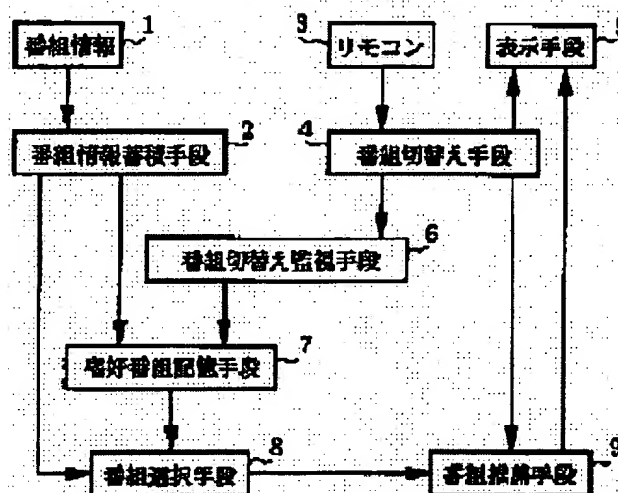 番組情報
1
3
リモコン
表示手段
番組情報蓄積手段
2
4
番組切替え手段
番組切替え監視手段
6
嗜好番組記憶手段
7
番組選択手段
8
番組推薦手段
9